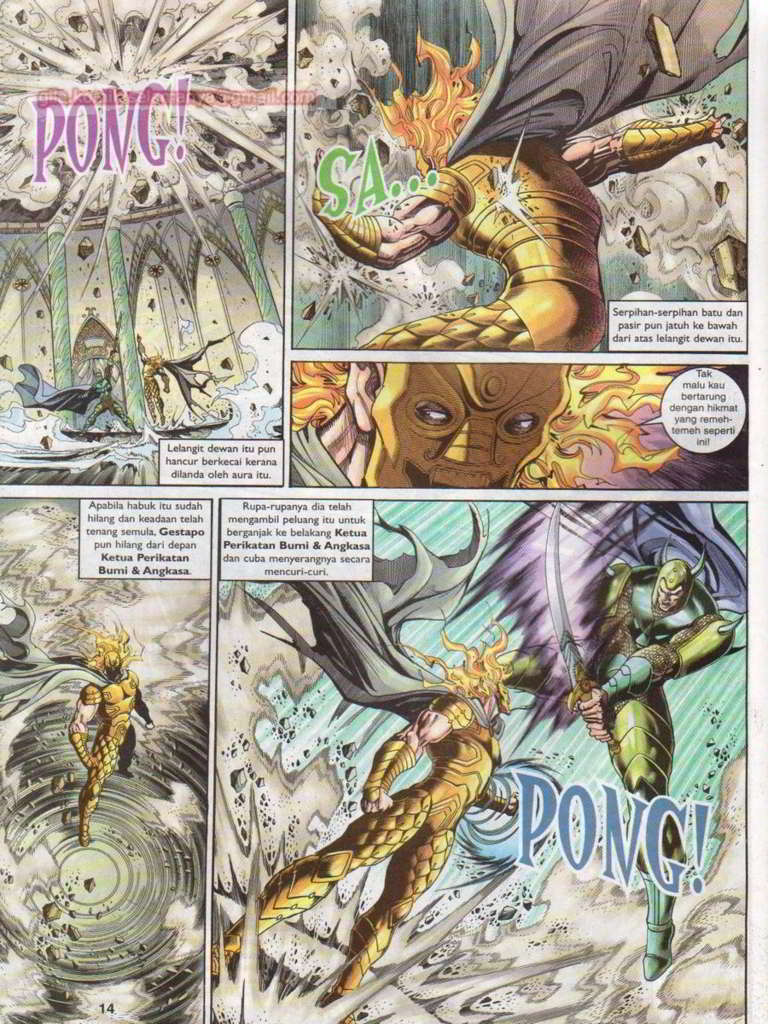 PONG!
Lelangit dewan itu pun
hancur berkecai kerana
dilanda oleh aura itu.
SA...
Serpihan-serpihan batu dan
pasir pun jatuh ke bawah
dari atas lelangit dewan itu.
Tak
malu kau
bertarung
dengan hikmat
yang remeh-
temeh seperti
ini!
Apabila habuk itu sudah
hilang dan keadaan telah
tenang semula, Gestapo
pun hilang dari depan
Ketua Perikatan
Bumi & Angkasa.
Rupa-rupanya dia telah
mengambil peluang itu untuk
berganjak ke belakang Ketua
Perikatan Bumi & Angkasa
dan cuba menyerangnya secara
mencuri-curi.
PONG!
14